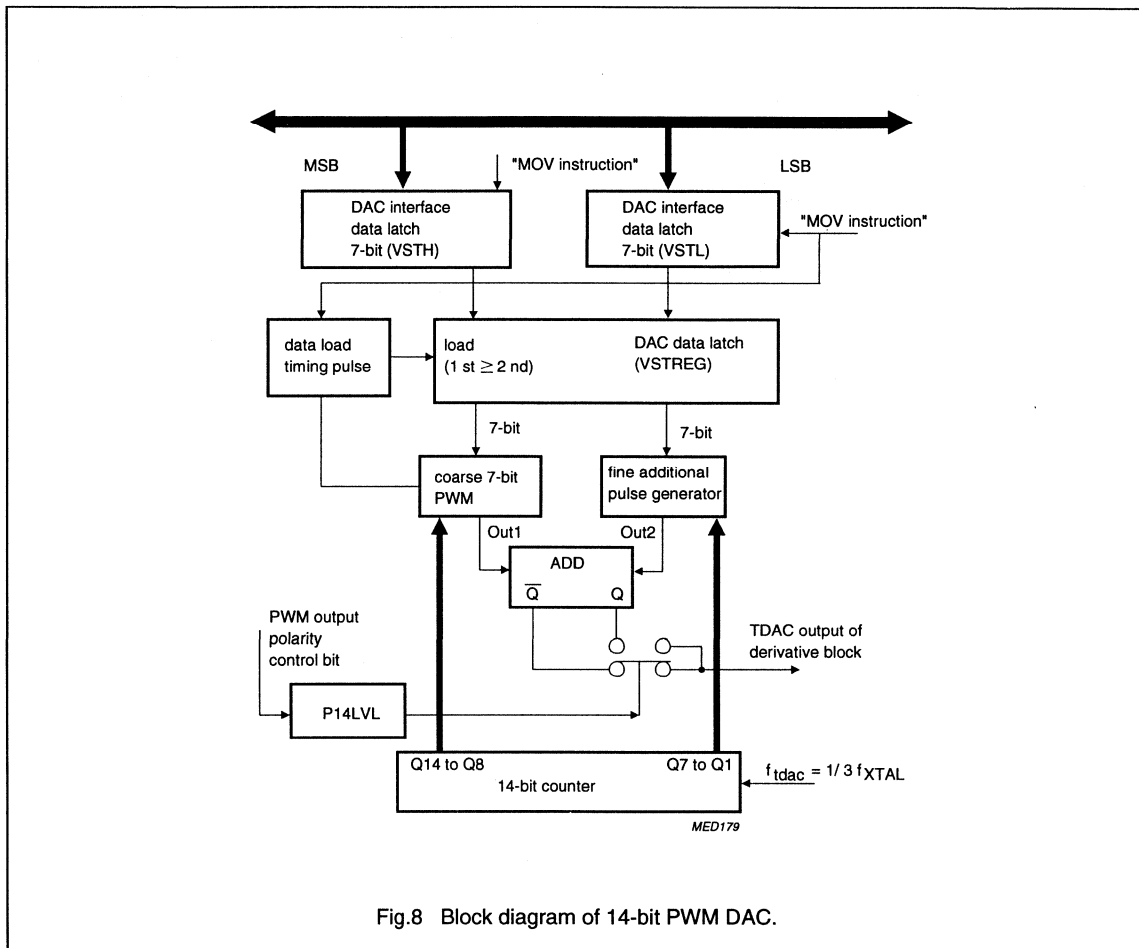 MSB
"MOV instruction"
LSB
DAC interface
data latch
7-bit (VSTH)
DAC interface
data latch
7-bit (VSTL)
"MOV instruction"
data load
timing pulse
load
(1 st ≥ 2 nd)
DAC data latch
(VSTREG)
7-bit
7-bit
coarse 7-bit
PWM
fine additional
pulse generator
Out1
Out2
ADD
Q̅
Q
PWM output
polarity
control bit
TDAC output of
derivative block
P14LVL
Q14 to Q8
Q7 to Q1
14-bit counter
f tdac = 1/ 3 f XTAL
MED179
Fig.8 Block diagram of 14-bit PWM DAC.